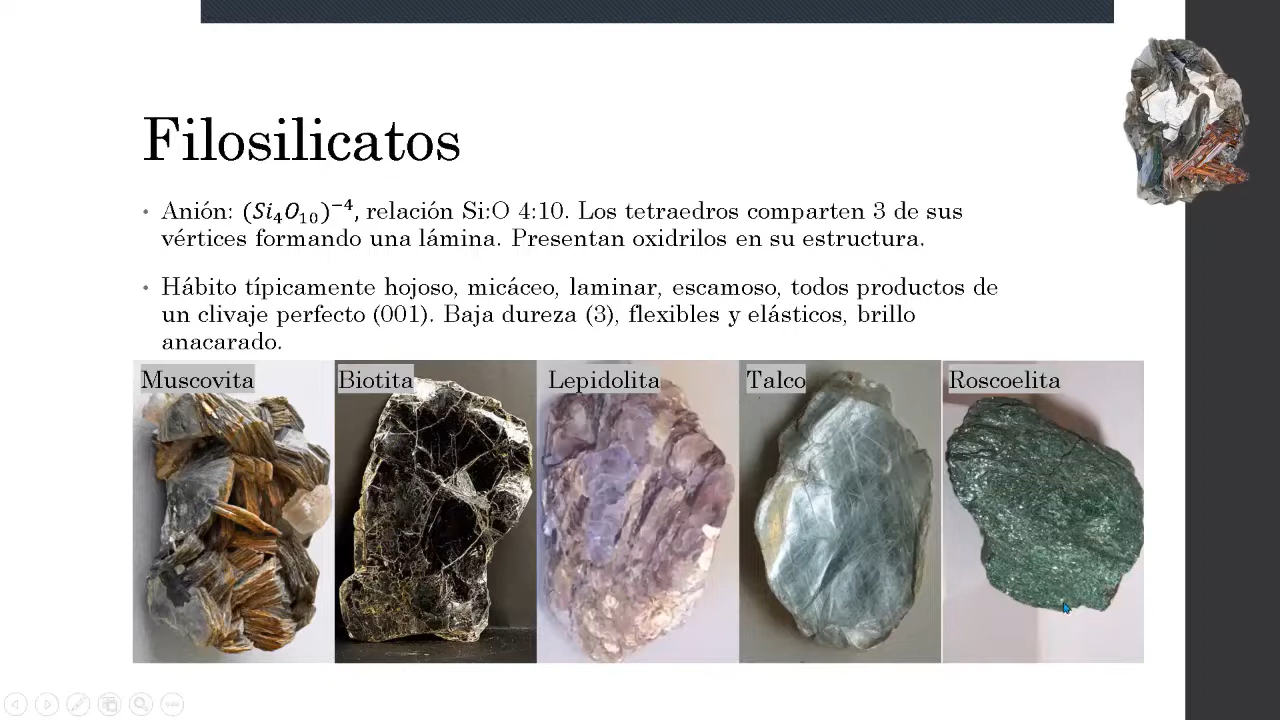 Filosilicatos
• Anión: (Si₄O₁₀)⁻⁴, relación Si:O 4:10. Los tetraedros comparten 3 de sus
vértices formando una lámina. Presentan oxidrilos en su estructura.
• Hábito típicamente hojoso, micáceo, laminar, escamoso, todos productos de
un clivaje perfecto (001). Baja dureza (3), flexibles y elásticos, brillo
anacarado.
Muscovita Biotita Lepidolita Talco Roscoelita